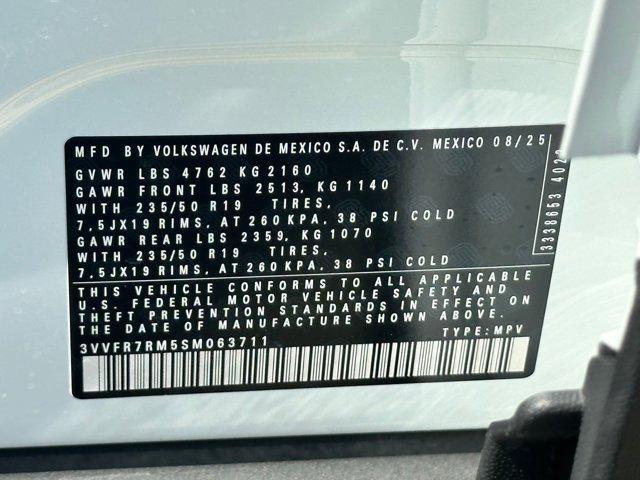 MFD BY VOLKSWAGEN DE MEXICO S.A. DE C.V. MEXICO 08/25
GVWR LBS 4762 KG 2160
GAWR FRONT LBS 2513, KG 1140
WITH 235/50 R19 TIRES,
7,5JX19 RIMS, AT 260 KPA, 38 PSI COLD
GAWR REAR LBS 2359, KG 1070
WITH 235/50 R19 TIRES,
7,5JX19 RIMS, AT 260 KPA, 38 PSI COLD
THIS VEHICLE CONFORMS TO ALL APPLICABLE
U.S. FEDERAL MOTOR VEHICLE SAFETY AND
THEFT PREVENTION STANDARDS IN EFFECT ON
THE DATE OF MANUFACTURE SHOWN ABOVE.
3VVFR7RM5SM063711 TYPE: MPV
3338653